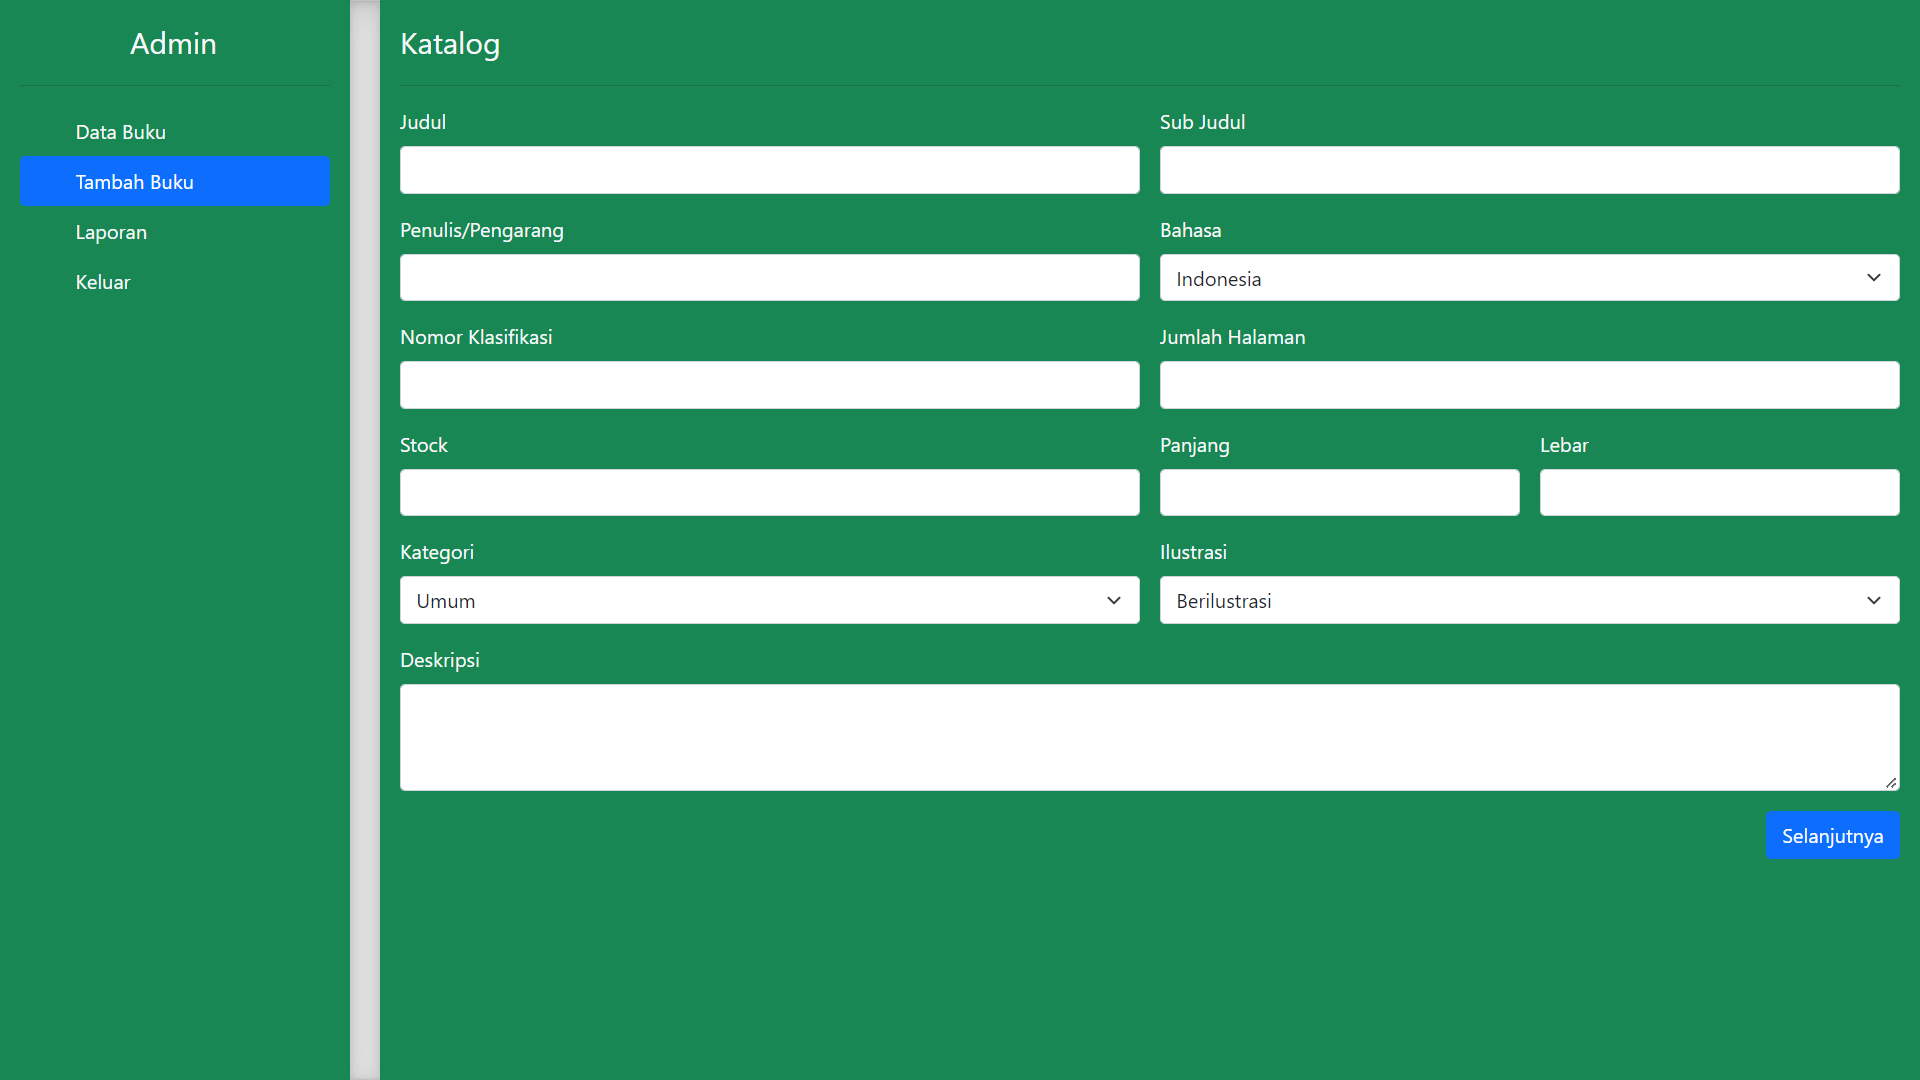 Admin
Data Buku
Tambah Buku
Laporan
Keluar
Katalog
Judul
Sub Judul
Penulis/Pengarang
Bahasa
Indonesia
Nomor Klasifikasi
Jumlah Halaman
Stock
Panjang
Lebar
Kategori
Ilustrasi
Umum
Berilustrasi
Deskripsi
Selanjutnya